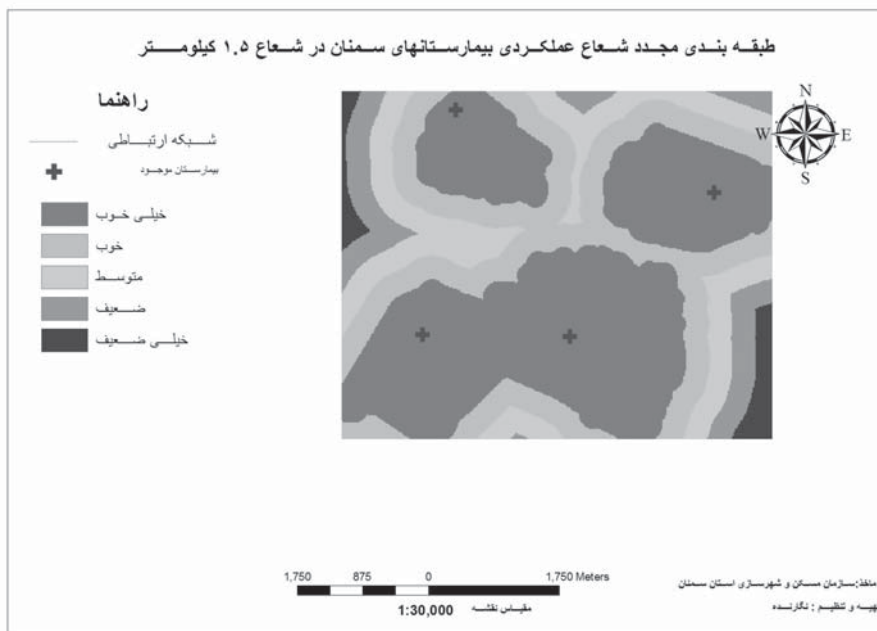 طبقه بندی مجدد شعاع عملکردی بیمارستانهای سمنان در شعاع ۱.۵ کیلومتر
راهنما
شبکه ارتباطی
بیمارستان موجود
خیلی خوب
خوب
متوسط
ضعیف
خیلی ضعیف
N
W E
S
1,750 875 0 1,750 Meters
مقیاس نقشه 1:30,000
ماخذ:سازمان مسکن و شهرسازی استان سمنان
تهیه و تنظیم : نگارنده